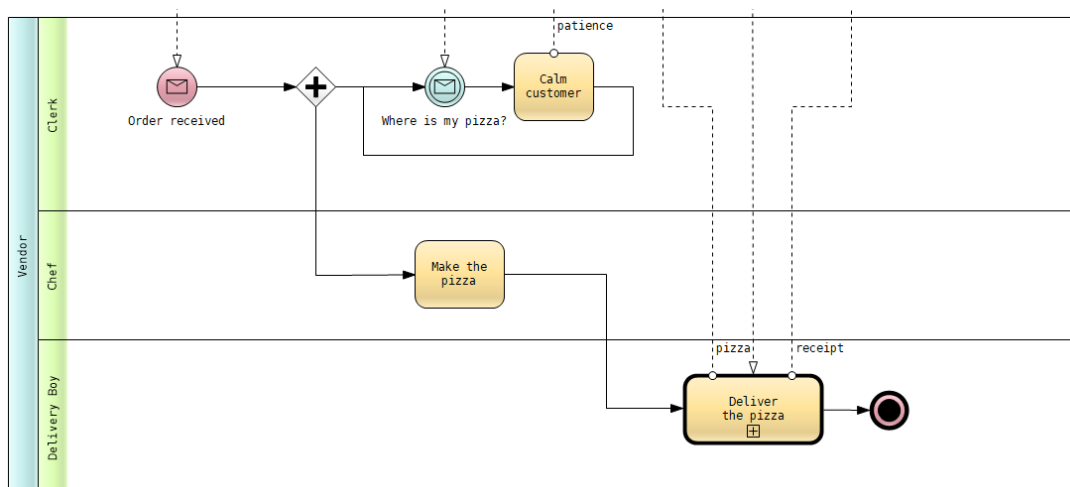 patience
Calm
customer
Order received
Where is my pizza?
Clerk
Vendor
Make the
pizza
Chef
pizza
receipt
Deliver
the pizza
Delivery Boy